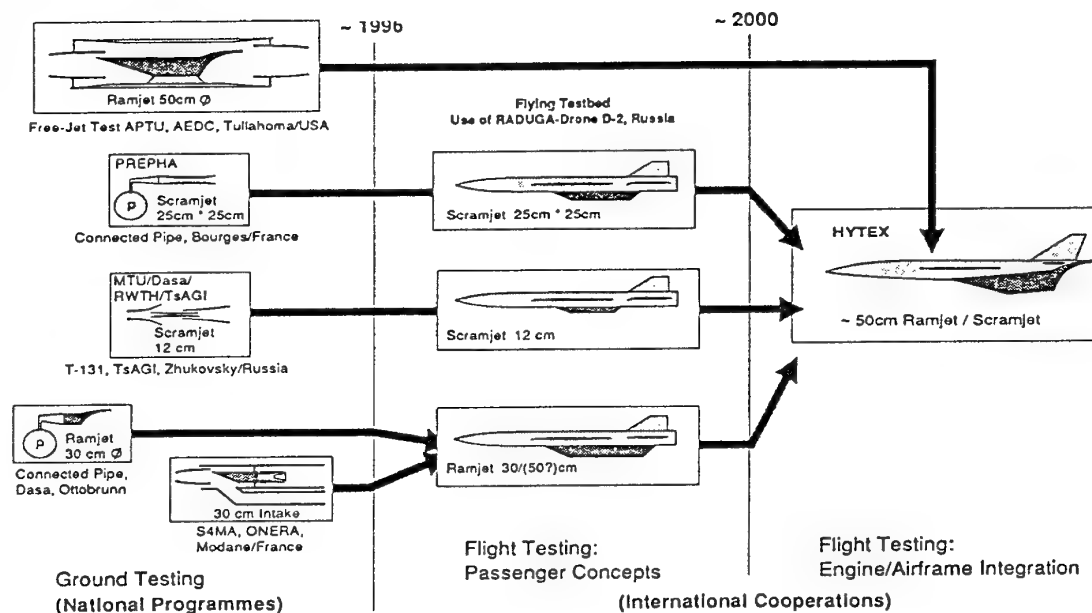 ~ 1996
~ 2000
Ramjet 50cm Ø
Free-Jet Test APTU, AEDC, Tullahoma/USA
Flying Testbed
Use of RADUGA-Drone D-2, Russia
PREPHA
P
Scramjet
25cm * 25cm
Connected Pipe, Bourges/France
Scramjet 25cm * 25cm
HYTEX
~ 50cm Ramjet / Scramjet
MTU/Dasa/
RWTH/TsAGI
Scramjet
12 cm
T-131, TsAGI, Zhukovsky/Russia
Scramjet 12 cm
P
Ramjet
30 cm Ø
Connected Pipe,
Dasa, Ottobrunn
30 cm Intake
S4MA, ONERA,
Modane/France
Ramjet 30/(50?)cm
Ground Testing
(National Programmes)
Flight Testing:
Passenger Concepts
Flight Testing:
Engine/Airframe Integration
(International Cooperations)